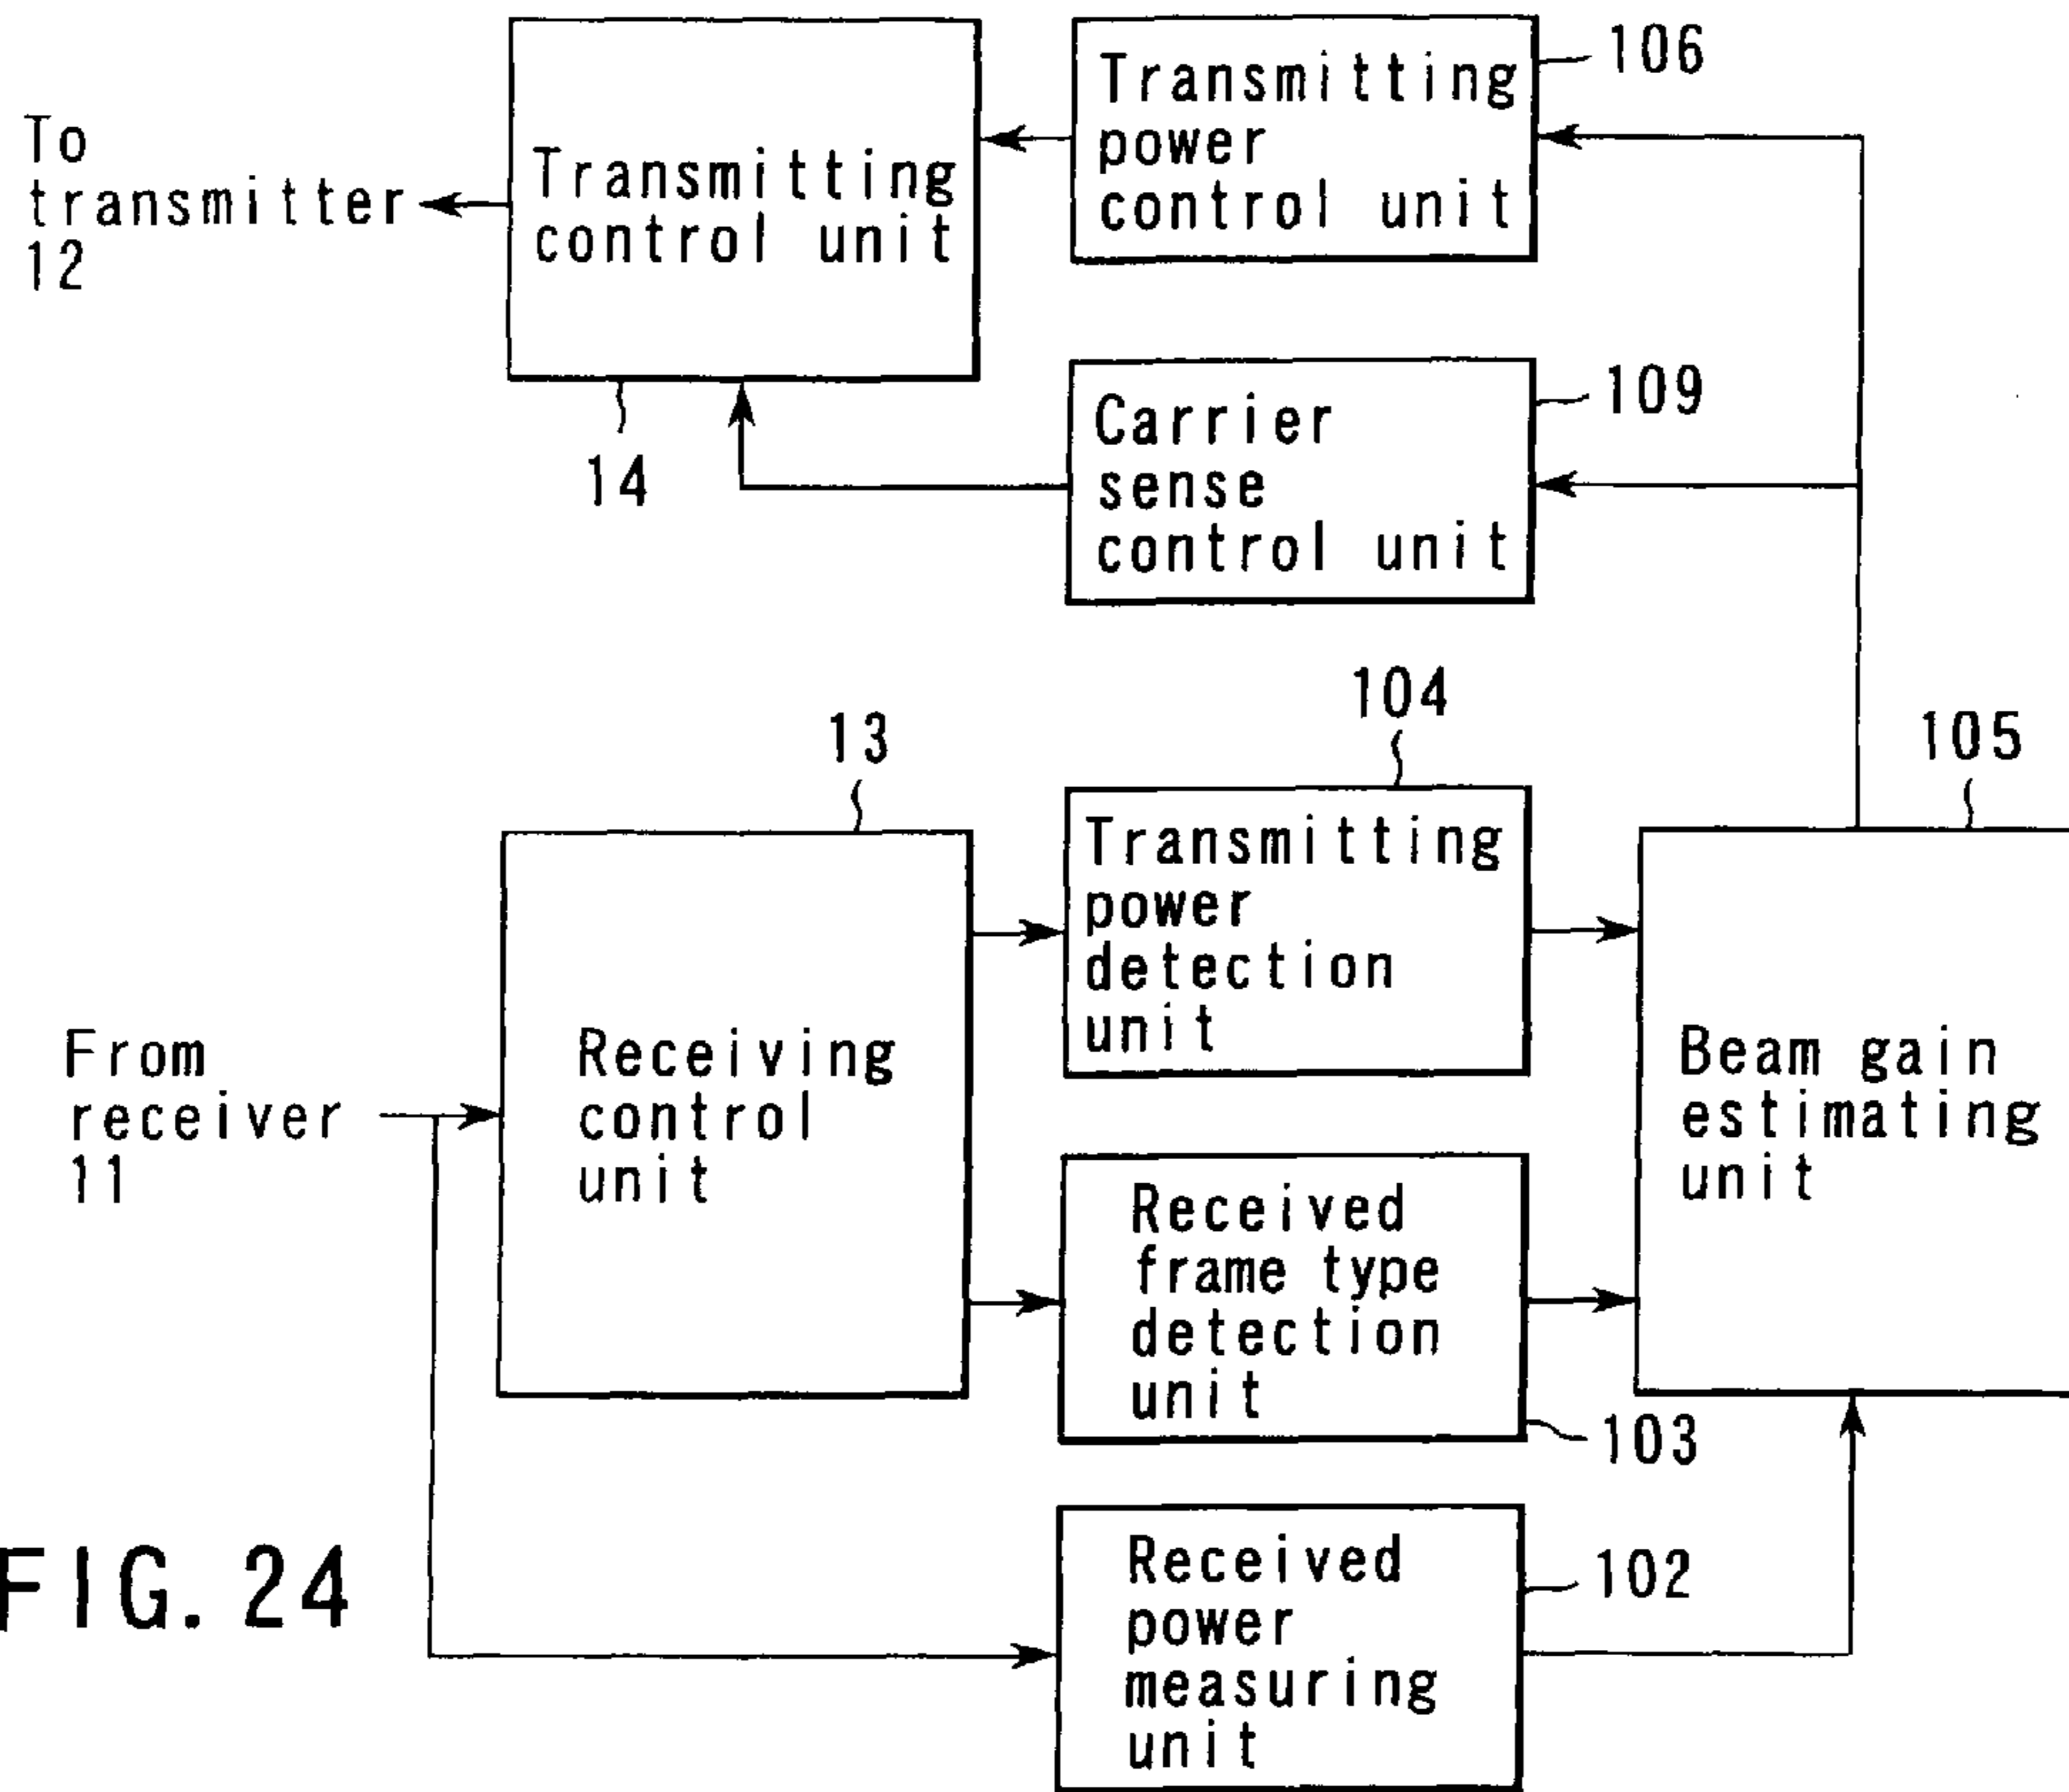 To
transmitter
12
Transmitting
control unit
14
Transmitting
power
control unit
106
Carrier
sense
control unit
109
From
receiver
11
Receiving
control
unit
13
Transmitting
power
detection
unit
104
Received
frame type
detection
unit
103
Beam gain
estimating
unit
105
Received
power
measuring
unit
102
FIG. 24